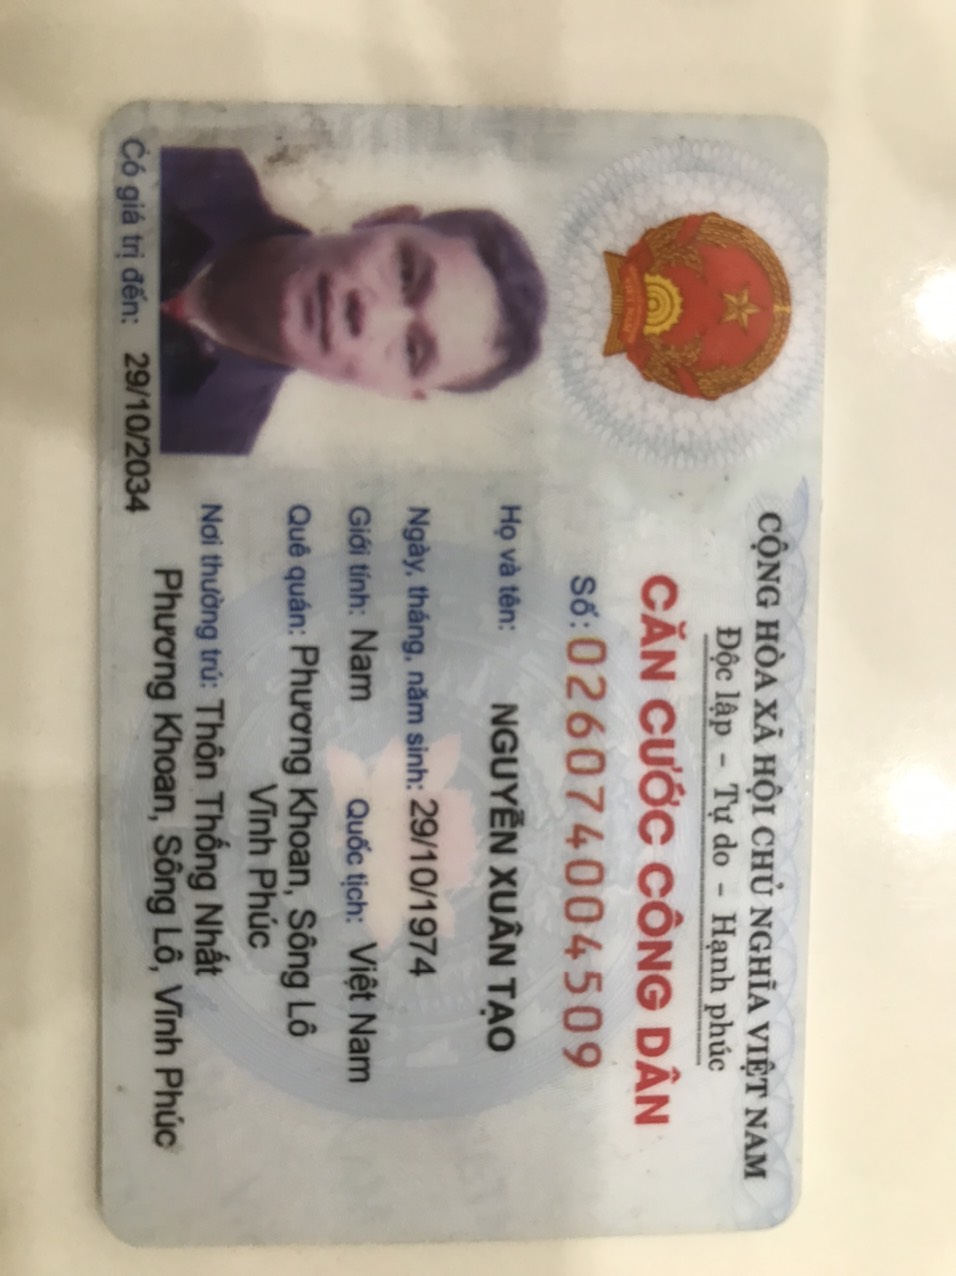 CỘNG HÒA XÃ HỘI CHỦ NGHĨA VIỆT NAM
Độc lập - Tự do - Hạnh phúc
CĂN CƯỚC CÔNG DÂN
Số: 026074004509
Họ và tên: NGUYỄN XUÂN TẠO
Ngày, tháng, năm sinh: 29/10/1974
Giới tính: Nam Quốc tịch: Việt Nam
Quê quán: Phương Khoan, Sông Lô
Vĩnh Phúc
Nơi thường trú: Thôn Thống Nhất
Phương Khoan, Sông Lô, Vĩnh Phúc
Có giá trị đến: 29/10/2034